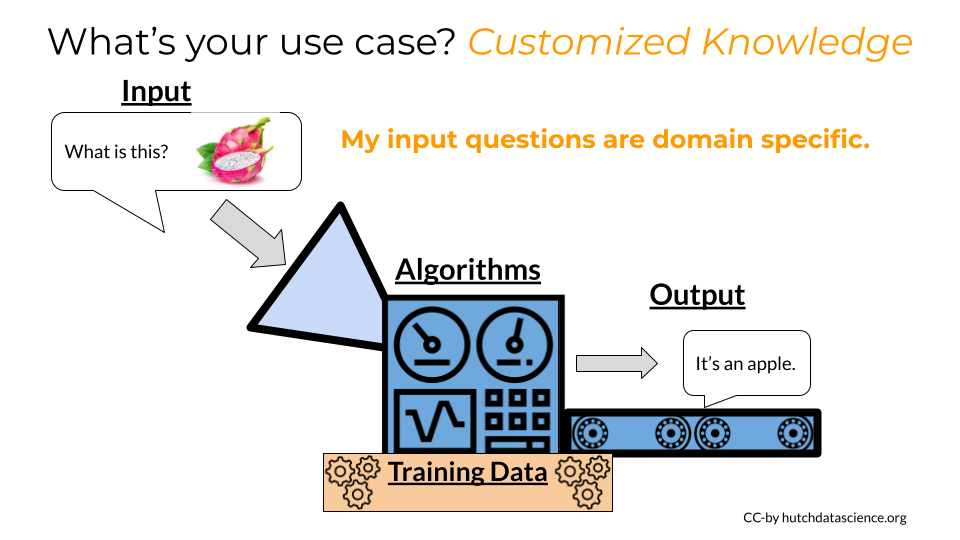 What's your use case? Customized Knowledge
Input
What is this?
My input questions are domain specific.
Algorithms
Output
It's an apple.
Training Data
CC-by hutchdatascience.org